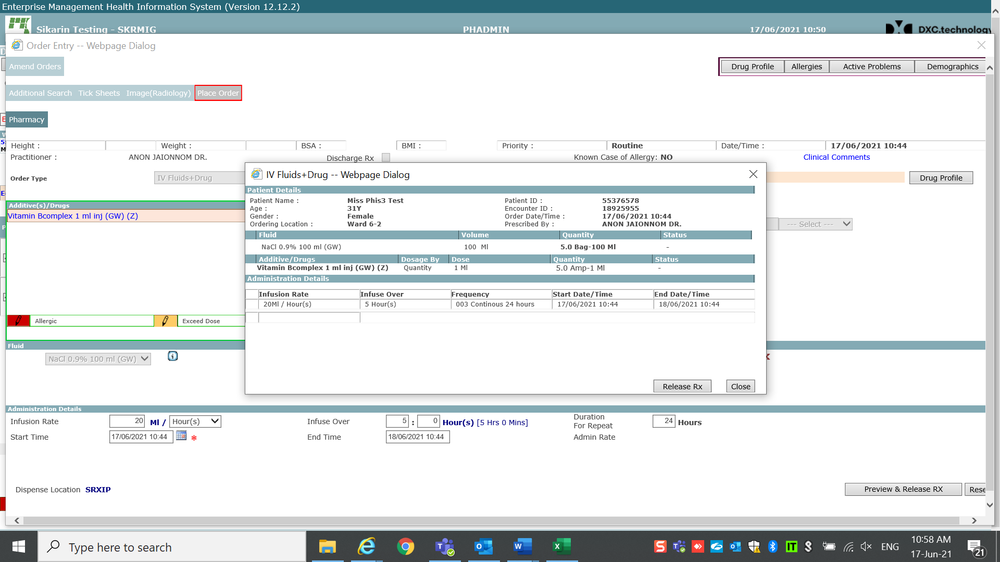 Enterprise Management Health Information System (Version 12.12.2)
Sikarin Testing - SKRMIG PHADMIN 17/06/2021 10:50 DXC.technology
Order Entry -- Webpage Dialog
Amend Orders Drug Profile Allergies Active Problems Demographics
Additional Search Tick Sheets Image(Radiology) Place Order
Pharmacy
Height : Weight : BSA : BMI : Priority : Routine Date/Time : 17/06/2021 10:44
Practitioner : ANON JAIONNOM DR. Discharge Rx Known Case of Allergy: NO Clinical Comments
Order Type IV Fluids+Drug Drug Profile
Additive(s)/Drugs
Vitamin Bcomplex 1 ml inj (GW) (Z)
--- Select ---
Allergic Exceed Dose
IV Fluids+Drug -- Webpage Dialog
Patient Details
Patient Name : Miss Phis3 Test Patient ID : 55376578
Age : 31Y Encounter ID : 18925955
Gender : Female Order Date/Time : 17/06/2021 10:44
Ordering Location : Ward 6-2 Prescribed By : ANON JAIONNOM DR.
Fluid Volume Quantity Status
NaCl 0.9% 100 ml (GW) 100 Ml 5.0 Bag-100 Ml -
Additive/Drugs Dosage By Dose Quantity Status
Vitamin Bcomplex 1 ml inj (GW) (Z) Quantity 1 Ml 5.0 Amp-1 Ml -
Administration Details
Infusion Rate Infuse Over Frequency Start Date/Time End Date/Time
20Ml / Hour(s) 5 Hour(s) 003 Continous 24 hours 17/06/2021 10:44 18/06/2021 10:44
Release Rx Close
Fluid
NaCl 0.9% 100 ml (GW)
Administration Details
Infusion Rate 20 Ml / Hour(s) Infuse Over 5 : 0 Hour(s) [5 Hrs 0 Mins] Duration For Repeat 24 Hours
Start Time 17/06/2021 10:44 * End Time 18/06/2021 10:44 Admin Rate
Dispense Location SRXIP Preview & Release RX Rese
Type here to search ENG 10:58 AM
17-Jun-21 21